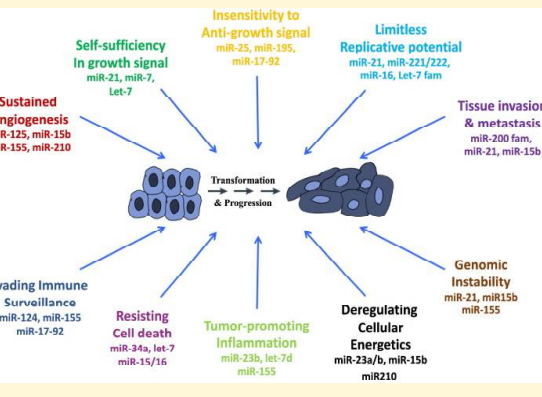 Insensitivity to
Anti-growth signal
miR-25, miR-195,
miR-17-92
Limitless
Replicative potential
miR-21, miR-221/222,
miR-16, Let-7 fam
Self-sufficiency
In growth signal
miR-21, miR-7,
Let-7
Sustained
ngiogenesis
R-125, miR-15b
R-155, miR-210
Tissue invasion
& metastasis
miR-200 fam,
miR-21, miR-15b
Transformation
& Progression
vading Immune
Surveillance
miR-124, miR-155
miR-17-92
Resisting
Cell death
miR-34a, let-7
miR-15/16
Tumor-promoting
Inflammation
miR-23b, let-7d
miR-155
Deregulating
Cellular
Energetics
miR-23a/b, miR-15b
miR210
Genomic
Instability
miR-21, miR15b
miR-155